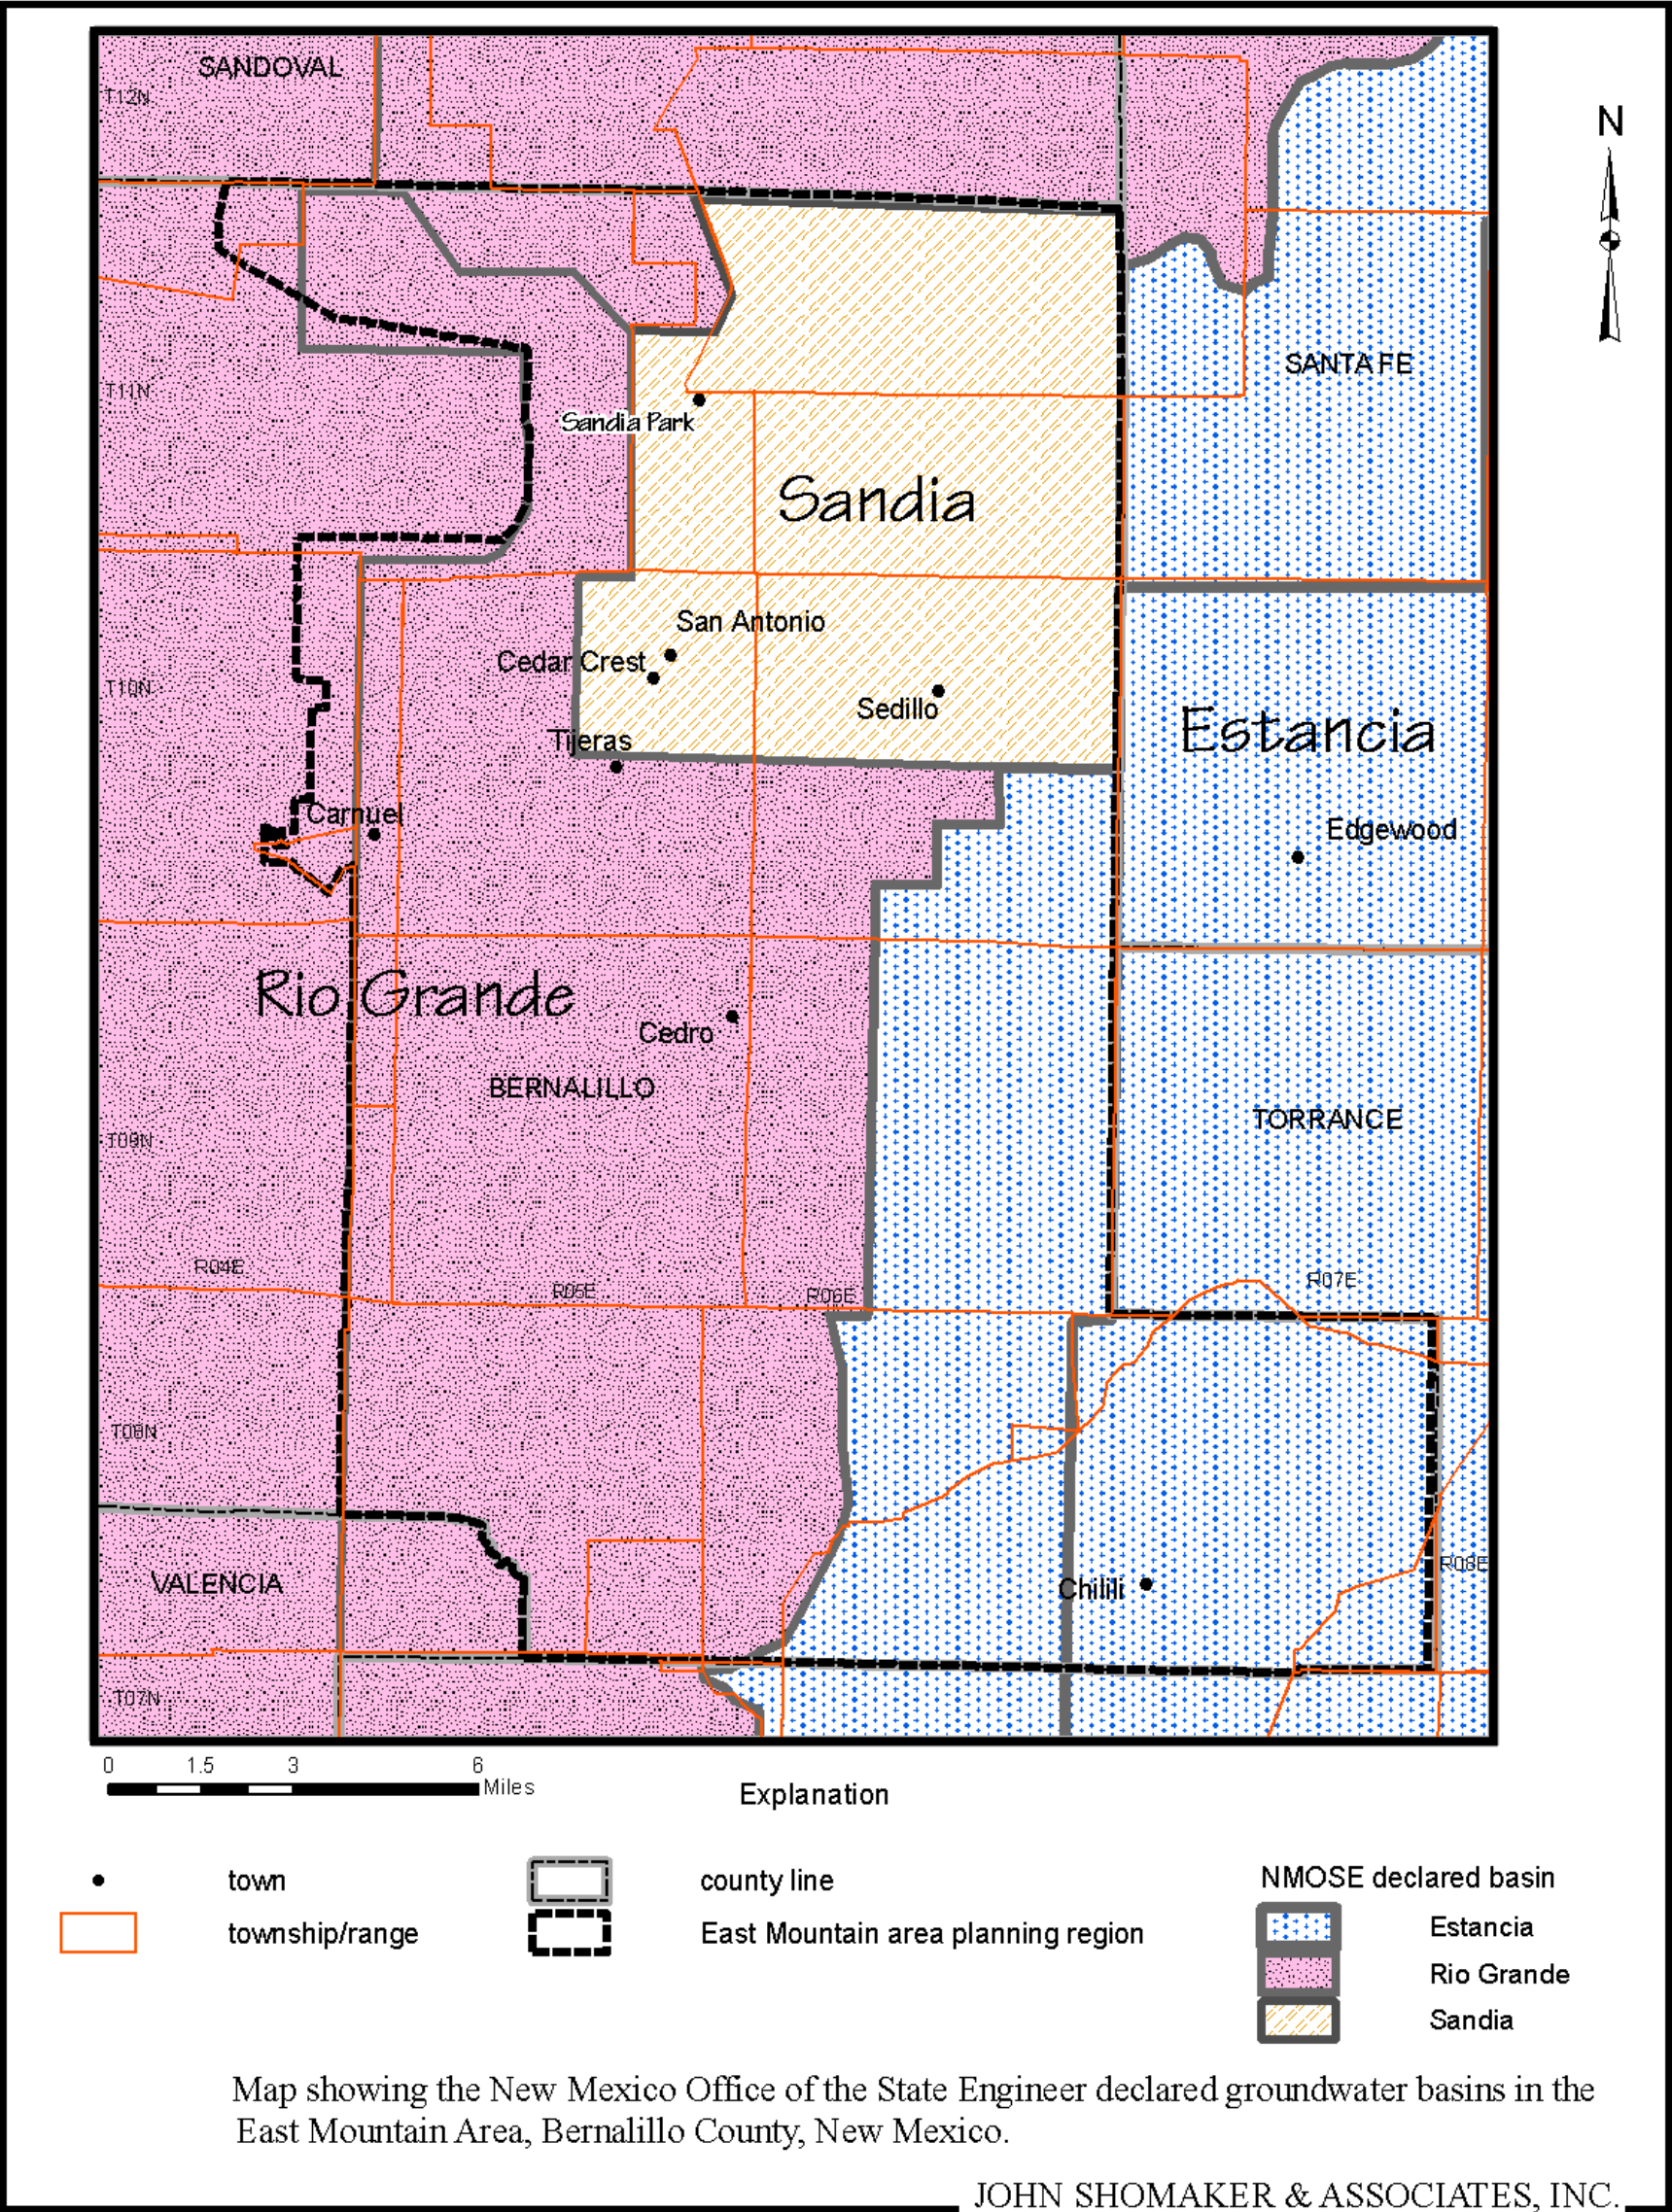 SANDOVAL
T12N
N
T11N
SANTA FE
Sandia Park
Sandia
San Antonio
Cedar Crest
T10N
Sedillo
Estancia
Tijeras
Carnuel
Edgewood
Rio Grande
Cedro
BERNALILLO
TORRANCE
T09N
R04E
R05E
R06E
R07E
T08N
R08E
VALENCIA
Chilili
T07N
0 1.5 3 6
Miles
Explanation
town
county line
NMOSE declared basin
township/range
East Mountain area planning region
Estancia
Rio Grande
Sandia
Map showing the New Mexico Office of the State Engineer declared groundwater basins in the
East Mountain Area, Bernalillo County, New Mexico.
JOHN SHOMAKER & ASSOCIATES, INC.